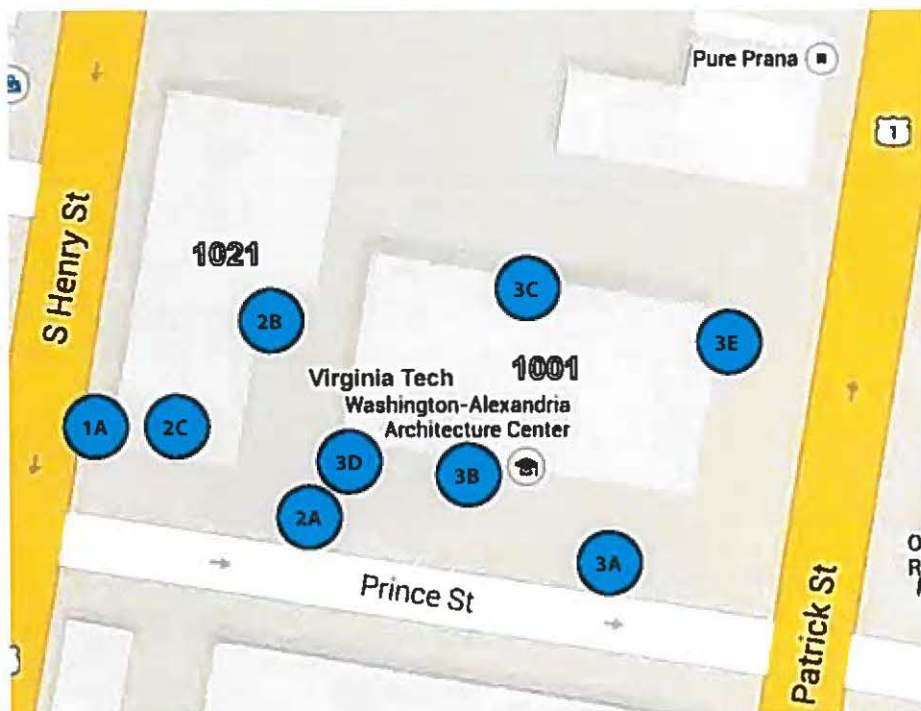 Pure Prana
1
S Henry St
1021
3C
2B
3E
1001
Virginia Tech
Washington-Alexandria
Architecture Center
1A
2C
3D
3B
2A
3A
Prince St
Patrick St
O
R